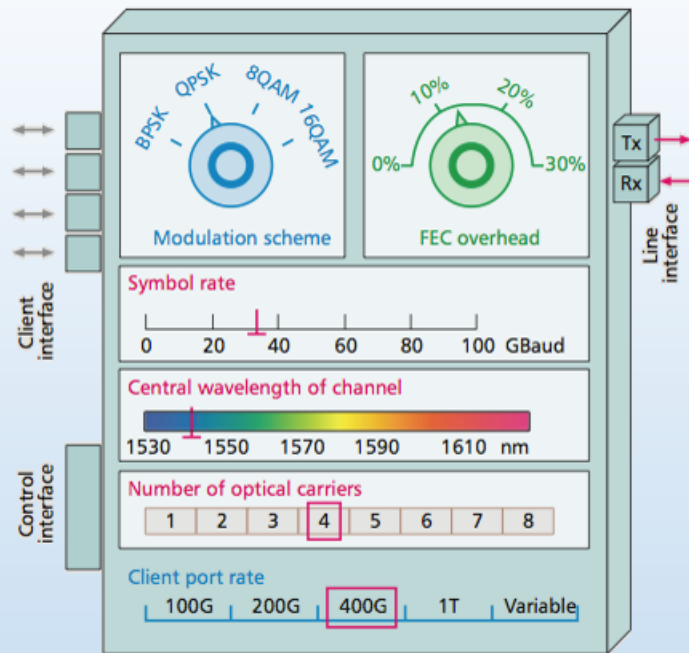 BPSK
QPSK
8QAM
16QAM
Modulation scheme
0%
10%
20%
30%
FEC overhead
Tx
Rx
Line interface
Client interface
Symbol rate
0 20 40 60 80 100 GBaud
Central wavelength of channel
1530 1550 1570 1590 1610 nm
Control interface
Number of optical carriers
1 2 3 4 5 6 7 8
Client port rate
100G 200G 400G 1T Variable